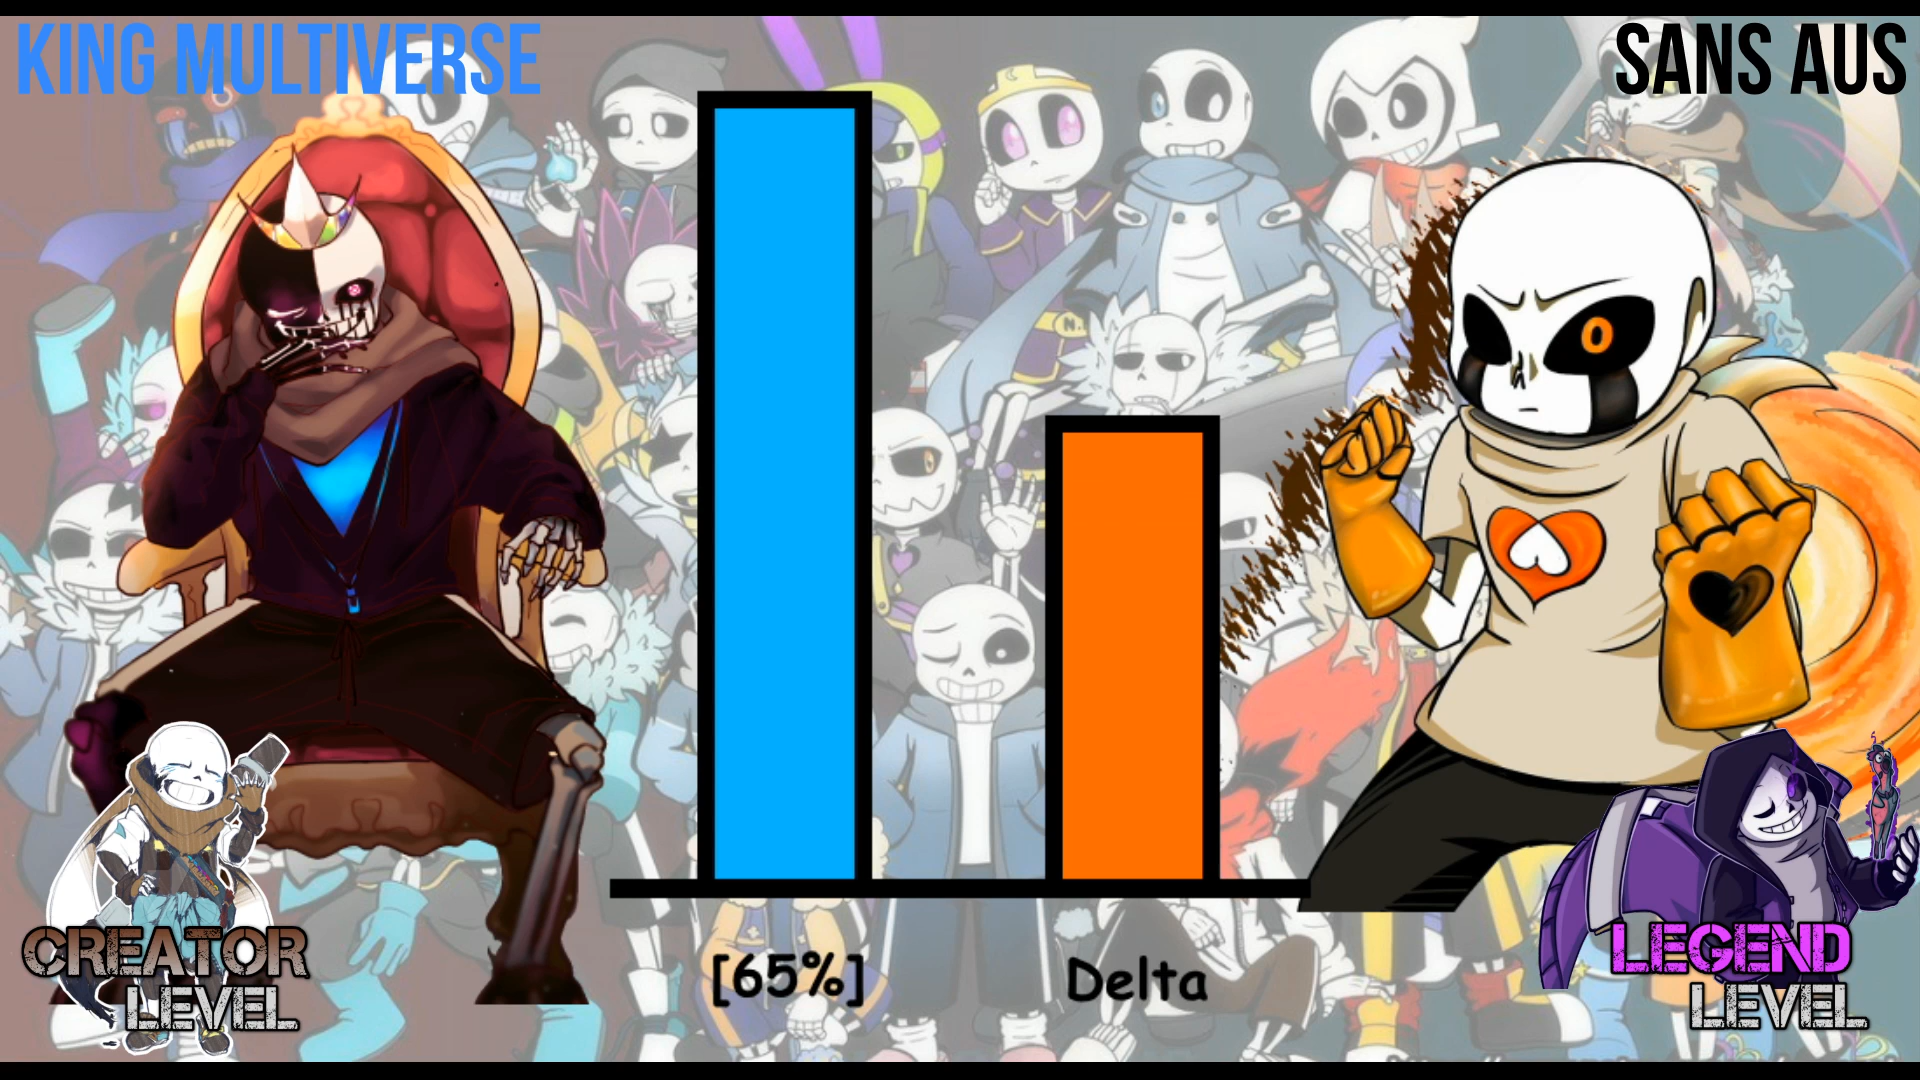 KING MULTIVERSE
SANS AUS
N.
[65%]
Delta
CREATOR
LEVEL
LEGEND
LEVEL